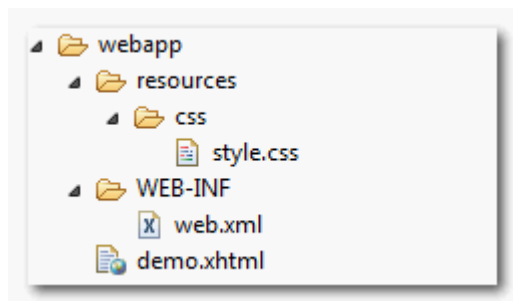 webapp
resources
css
style.css
WEB-INF
web.xml
demo.xhtml